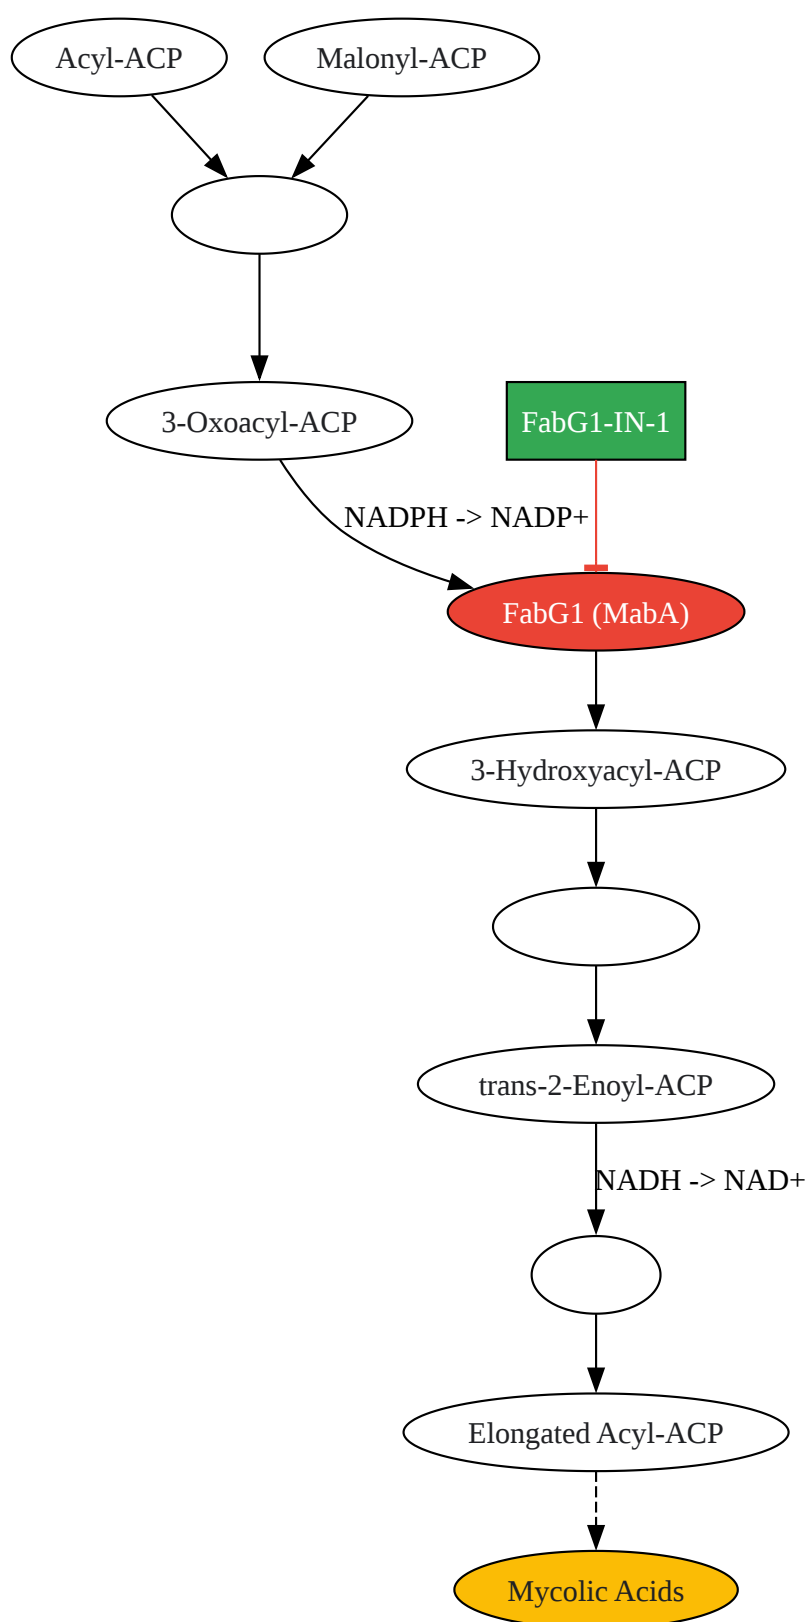 Acyl-ACP
Malonyl-ACP
3-Oxoacyl-ACP
FabG1-IN-1
NADPH -> NADP+
FabG1 (MabA)
3-Hydroxyacyl-ACP
trans-2-Enoyl-ACP
NADH -> NAD+
Elongated Acyl-ACP
Mycolic Acids